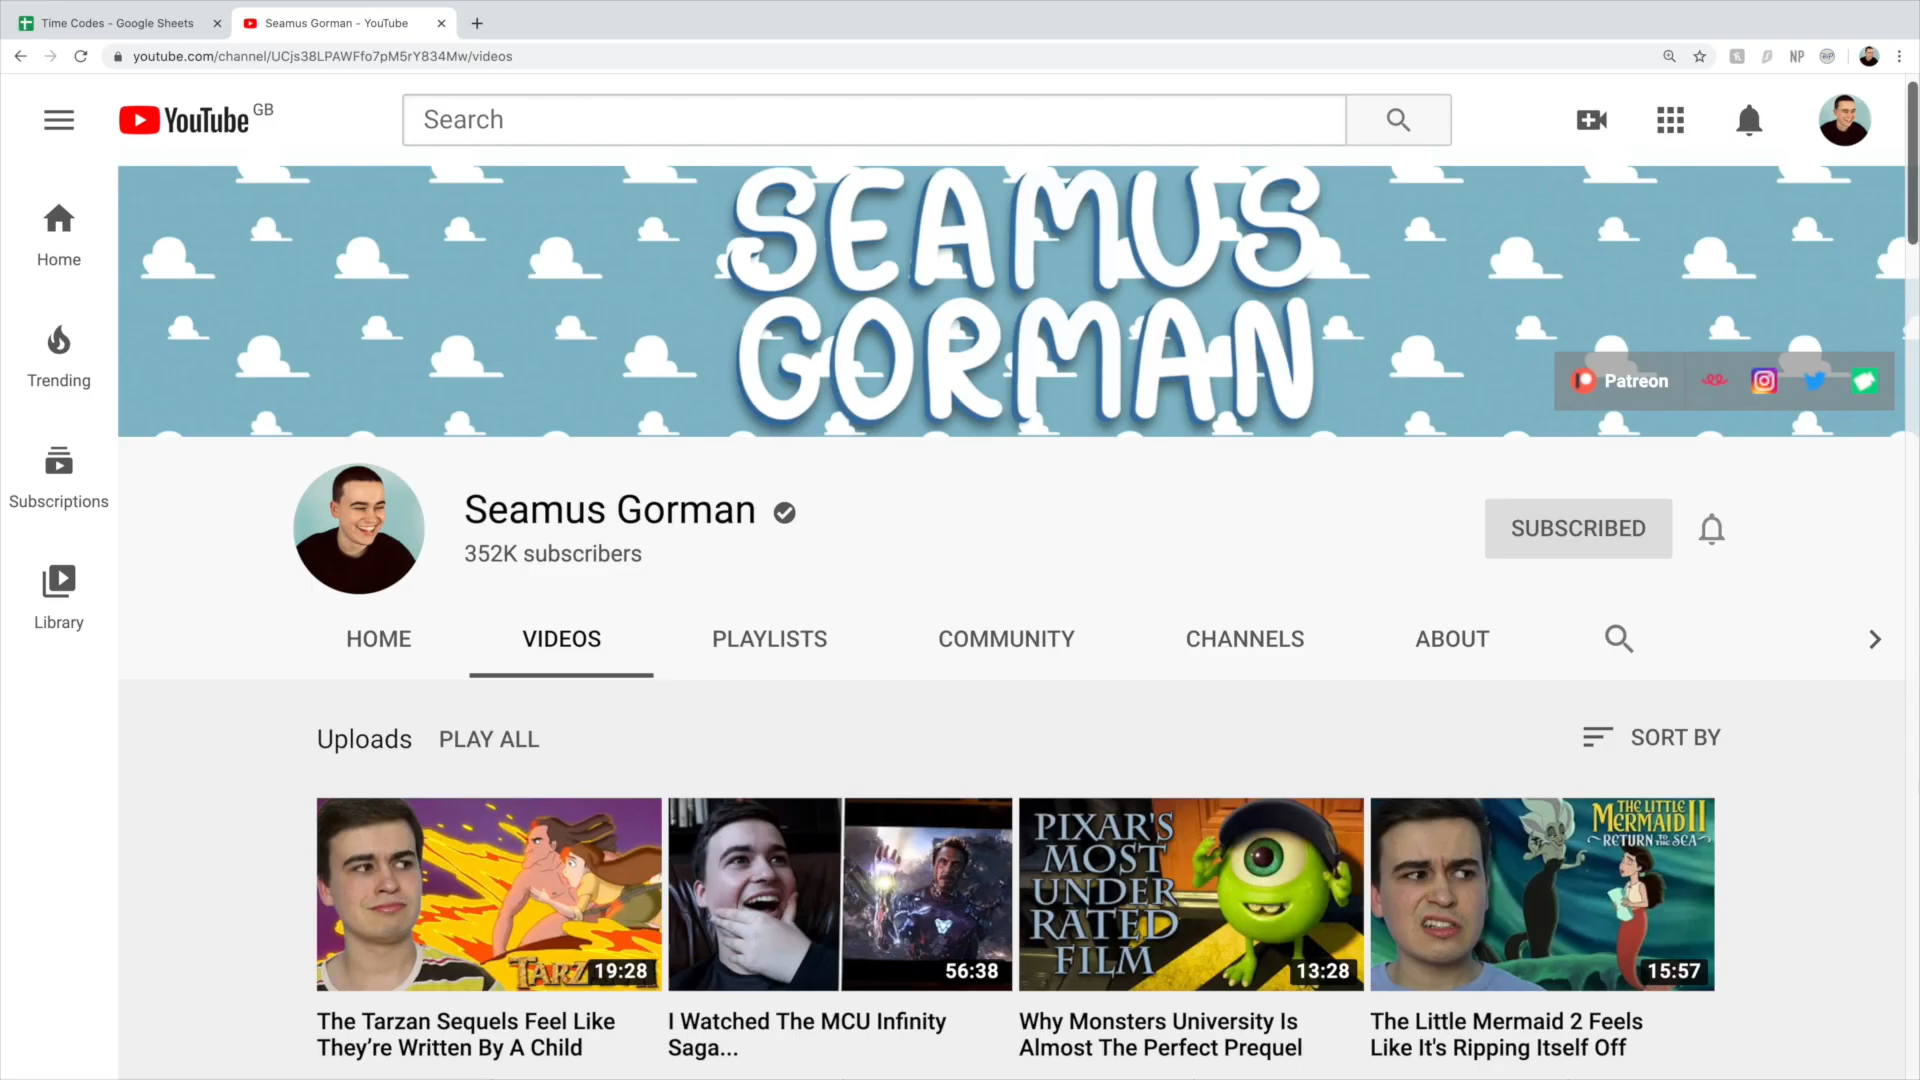 Time Codes - Google Sheets
Seamus Gorman - YouTube
youtube.com/channel/UCjs38LPAWFfo7pM5rY834Mw/videos
NP
YouTube GB
Search
SEAMUS
GORMAN
Home
Trending
Subscriptions
Library
Patreon
Seamus Gorman
352K subscribers
SUBSCRIBED
HOME VIDEOS PLAYLISTS COMMUNITY CHANNELS ABOUT
Uploads PLAY ALL
SORT BY
TARZ
19:28
56:38
PIXAR'S
MOST
UNDER
RATED
FILM
13:28
THE LITTLE
MERMAID II
RETURN TO THE SEA
15:57
The Tarzan Sequels Feel Like
They're Written By A Child
I Watched The MCU Infinity
Saga...
Why Monsters University Is
Almost The Perfect Prequel
The Little Mermaid 2 Feels
Like It's Ripping Itself Off